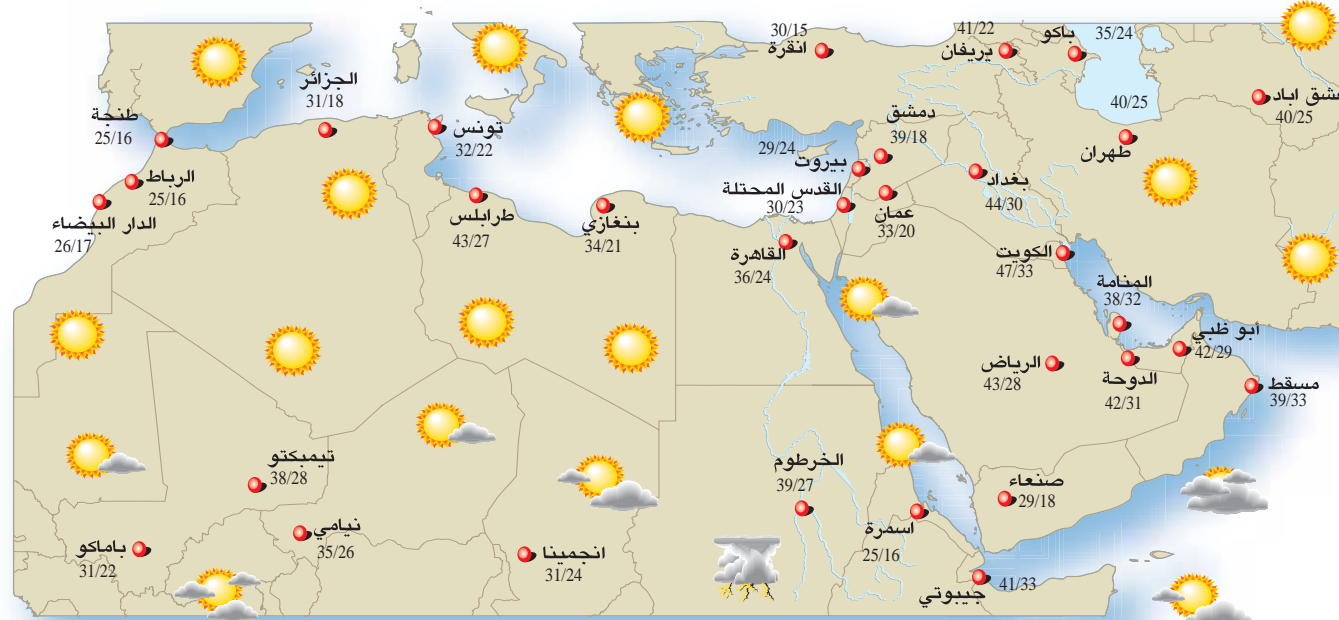 30/15
انقرة
41/22
يريفان
باكو
35/24
الجزائر
31/18
طنجة
25/16
تونس
32/22
دمشق
39/18
29/24
بيروت
40/25
طهران
عشق اباد
40/25
الرباط
25/16
الدار البيضاء
26/17
طرابلس
43/27
بنغازي
34/21
القدس المحتلة
30/23
عمان
33/20
بغداد
44/30
القاهرة
36/24
الكويت
47/33
المنامة
38/32
أبو ظبي
42/29
الرياض
43/28
الدوحة
42/31
مسقط
39/33
تيمبكتو
38/28
الخرطوم
39/27
صنعاء
29/18
باماكو
31/22
نيامي
35/26
انجمينا
31/24
اسمرة
25/16
جيبوتي
41/33